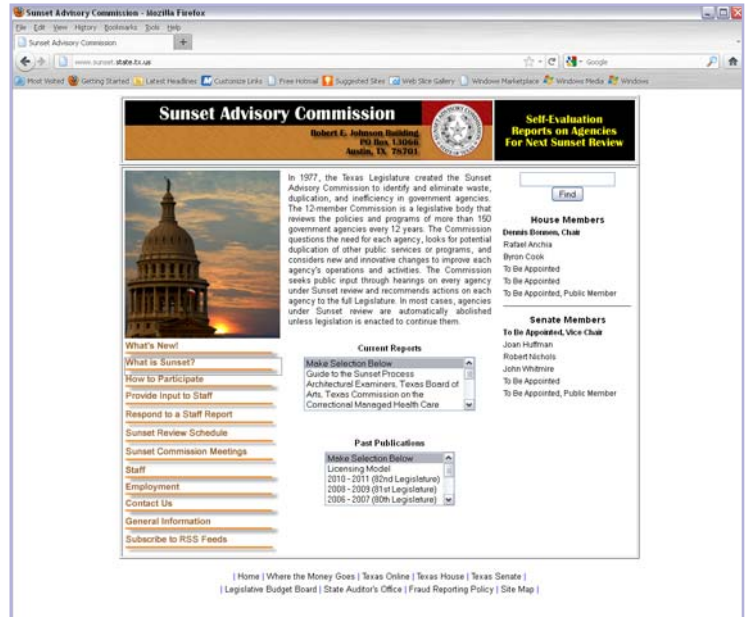 Sunset Advisory Commission - Mozilla Firefox
File Edit View History Bookmarks Tools Help
Sunset Advisory Commission
www.sunset.state.tx.us
Google
Most Visited Getting Started Latest Headlines Customize Links Free Hotmail Suggested Sites Web Slice Gallery Windows Marketplace Windows Media Windows
Sunset Advisory Commission
Robert E. Johnson Building
PO Box 13066
Austin, TX 78701
Self-Evaluation
Reports on Agencies
For Next Sunset Review
In 1977, the Texas Legislature created the Sunset
Advisory Commission to identify and eliminate waste,
duplication, and inefficiency in government agencies.
The 12-member Commission is a legislative body that
reviews the policies and programs of more than 150
government agencies every 12 years. The Commission
questions the need for each agency, looks for potential
duplication of other public services or programs, and
considers new and innovative changes to improve each
agency's operations and activities. The Commission
seeks public input through hearings on every agency
under Sunset review and recommends actions on each
agency to the full Legislature. In most cases, agencies
under Sunset review are automatically abolished
unless legislation is enacted to continue them.
Find
House Members
Dennis Bonnen, Chair
Rafael Anchia
Byron Cook
To Be Appointed
To Be Appointed
To Be Appointed, Public Member
Senate Members
To Be Appointed, Vice-Chair
Joan Huffman
Robert Nichols
John Whitmire
To Be Appointed
To Be Appointed, Public Member
What's New!
What is Sunset?
How to Participate
Provide Input to Staff
Respond to a Staff Report
Sunset Review Schedule
Sunset Commission Meetings
Staff
Employment
Contact Us
General Information
Subscribe to RSS Feeds
Current Reports
Make Selection Below
Guide to the Sunset Process
Architectural Examiners, Texas Board of
Arts, Texas Commission on the
Correctional Managed Health Care
Past Publications
Make Selection Below
Licensing Model
2010 - 2011 (82nd Legislature)
2008 - 2009 (81st Legislature)
2006 - 2007 (80th Legislature)
| Home | Where the Money Goes | Texas Online | Texas House | Texas Senate |
| Legislative Budget Board | State Auditor's Office | Fraud Reporting Policy | Site Map |